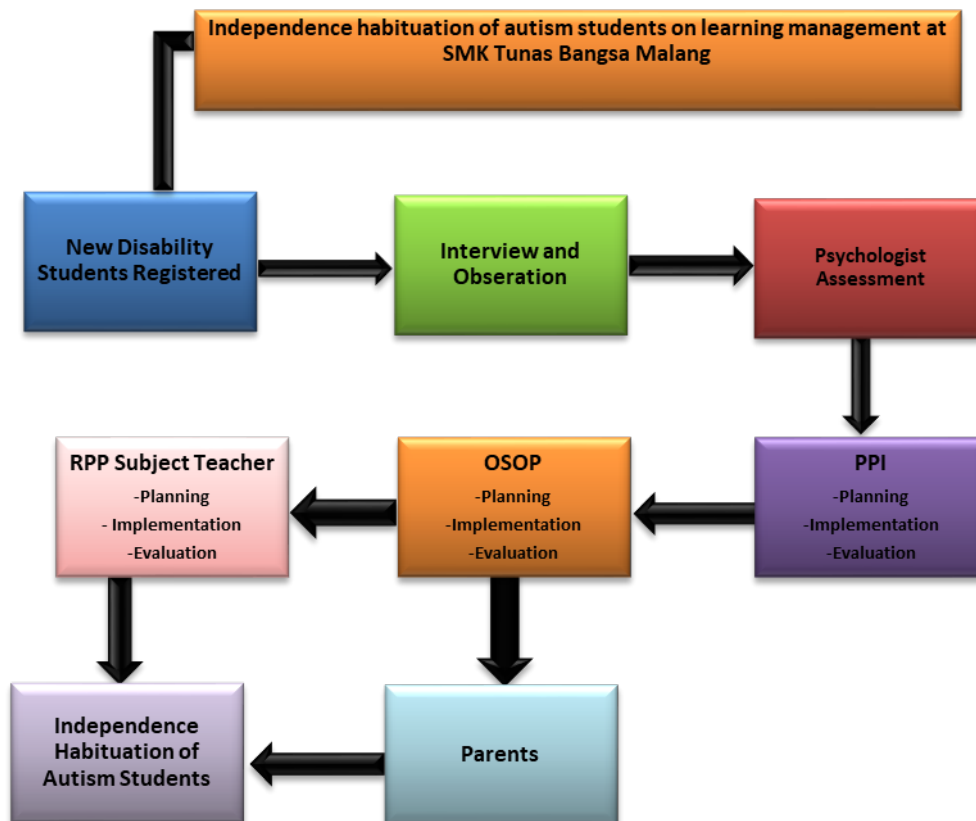 Independence habituation of autism students on learning management at
SMK Tunas Bangsa Malang
New Disability
Students Registered
Interview and
Obseration
Psychologist
Assessment
RPP Subject Teacher
-Planning
- Implementation
-Evaluation
OSOP
-Planning
-Implementation
-Evaluation
PPI
-Planning
-Implementation
-Evaluation
Independence
Habituation of
Autism Students
Parents